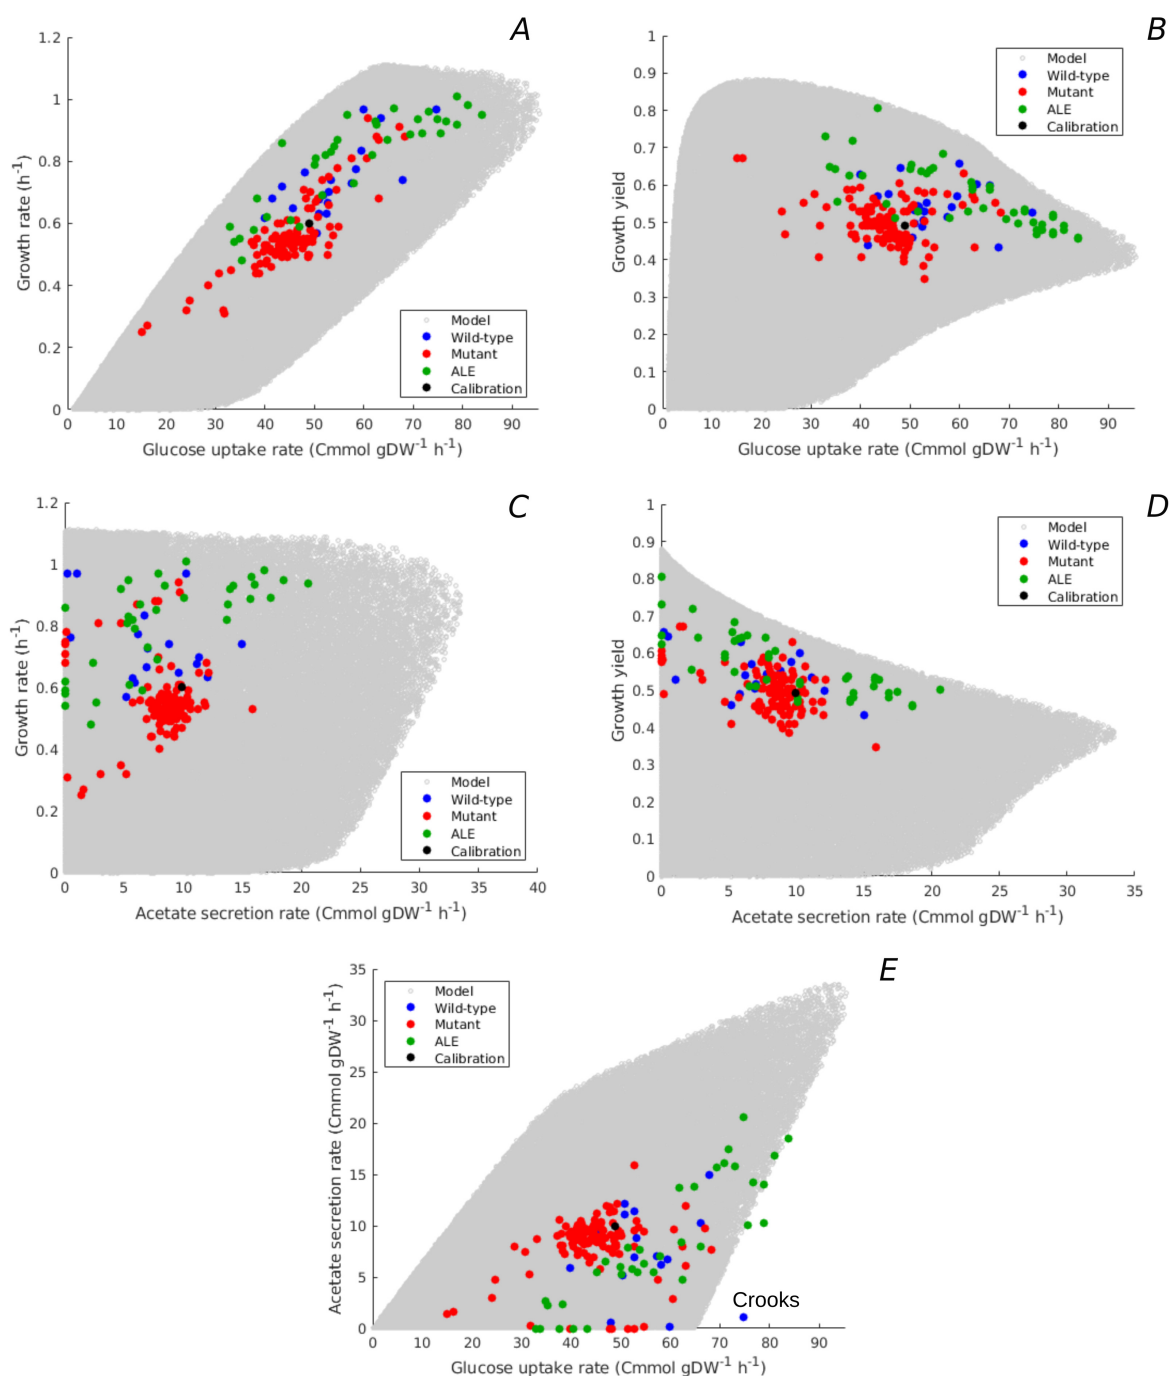 A
1.2
1
0.8
0.6
0.4
0.2
0
Growth rate (h-1)
0 10 20 30 40 50 60 70 80 90
Glucose uptake rate (Cmmol gDW-1 h-1)
Model
Wild-type
Mutant
ALE
Calibration
B
1
0.9
0.8
0.7
0.6
0.5
0.4
0.3
0.2
0.1
0
Growth yield
0 10 20 30 40 50 60 70 80 90
Glucose uptake rate (Cmmol gDW-1 h-1)
Model
Wild-type
Mutant
ALE
Calibration
C
1.2
1
0.8
0.6
0.4
0.2
0
Growth rate (h-1)
0 5 10 15 20 25 30 35 40
Acetate secretion rate (Cmmol gDW-1 h-1)
Model
Wild-type
Mutant
ALE
Calibration
D
1
0.9
0.8
0.7
0.6
0.5
0.4
0.3
0.2
0.1
0
Growth yield
0 5 10 15 20 25 30 35
Acetate secretion rate (Cmmol gDW-1 h-1)
Model
Wild-type
Mutant
ALE
Calibration
E
35
30
25
20
15
10
5
0
Acetate secretion rate (Cmmol gDW-1 h-1)
0 10 20 30 40 50 60 70 80 90
Glucose uptake rate (Cmmol gDW-1 h-1)
Model
Wild-type
Mutant
ALE
Calibration
Crooks